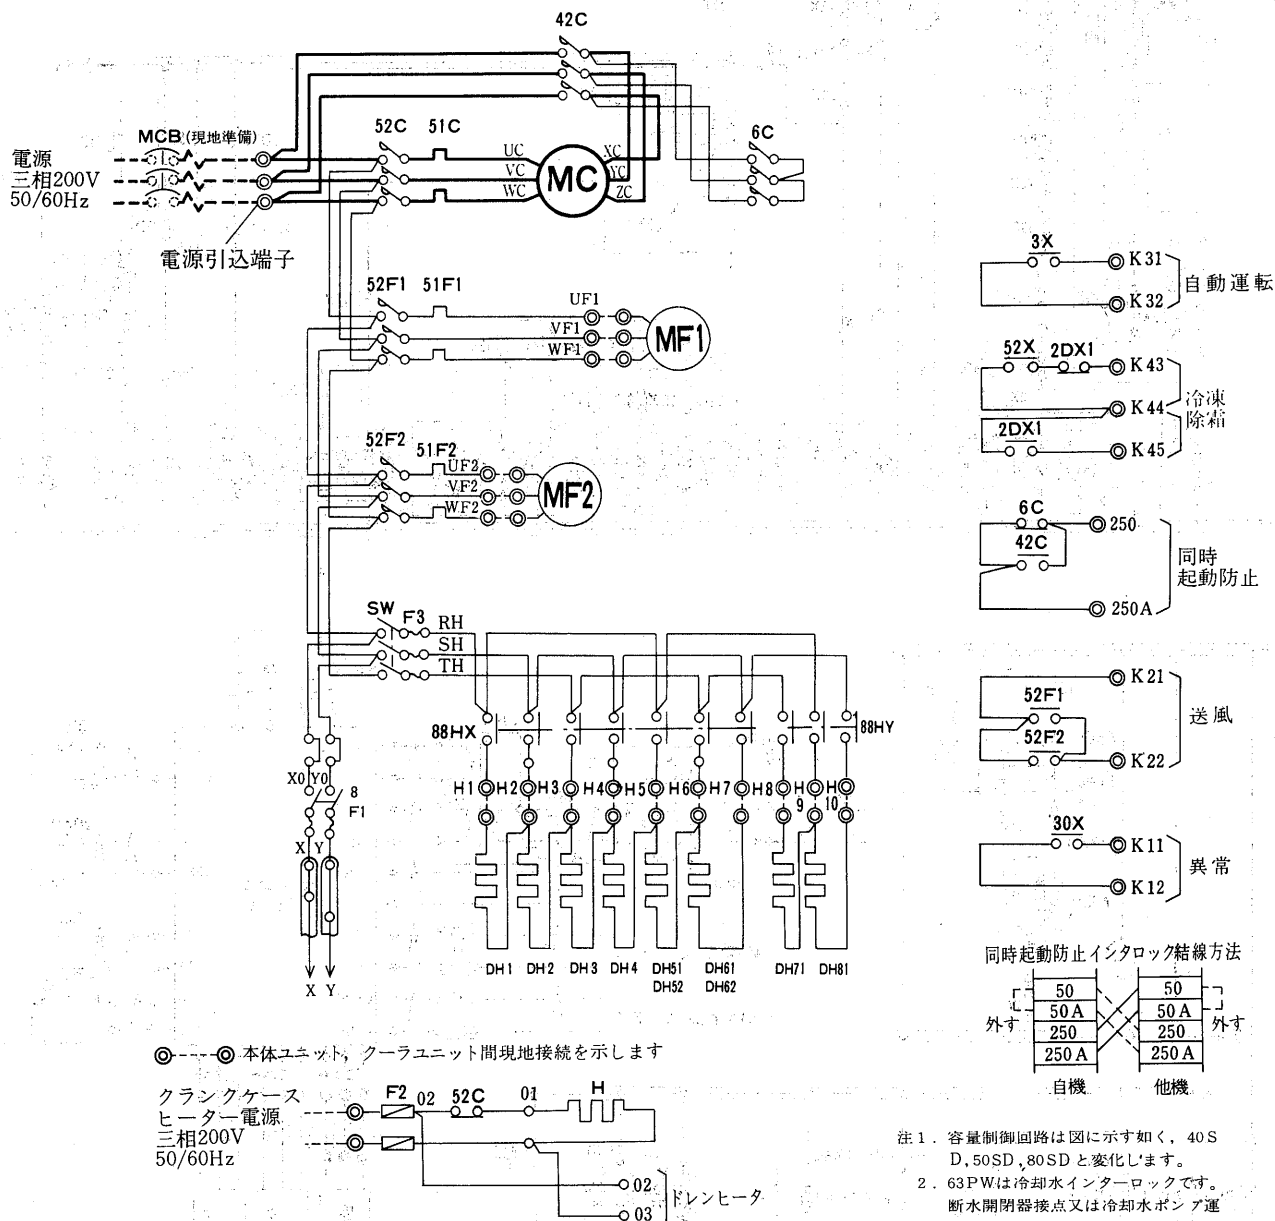 42C
MCB (現地準備)
52C
51C
6C
電源
三相200V
50/60Hz
UC
VC
WC
MC
XC
YC
ZC
電源引込端子
52F1
51F1
UF1
VF1
WF1
MF1
52F2
51F2
UF2
VF2
WF2
MF2
SW
F3
RH
SH
TH
88HX
88HY
X0
Y0
8
F1
X
Y
H1
H2
H3
H4
H5
H6
H7
H8
H
9
H
10
DH1
DH2
DH3
DH4
DH51
DH52
DH61
DH62
DH71
DH81
X
Y
3X
K31
K32
自動運転
52X
2DX1
K43
K44
2DX1
K45
冷凍
除霜
6C
42C
250
250A
同時
起動防止
K21
52F1
52F2
K22
送風
30X
K11
K12
異常
同時起動防止インタロック結線方法
50
50A
250
250A
50
50A
250
250A
外す
外す
自機
他機
本体ユニット, クーラユニット間現地接続を示します
クランクケース
ヒーター電源
三相200V
50/60Hz
F2
02
52C
01
H
02
03
ドレンヒータ
注1. 容量制御回路は図に示す如く, 40S
D, 50SD, 80SDと変化します。
2. 63PWは冷却水インターロックです。
断水開閉器接点又は冷却水ポンプ運